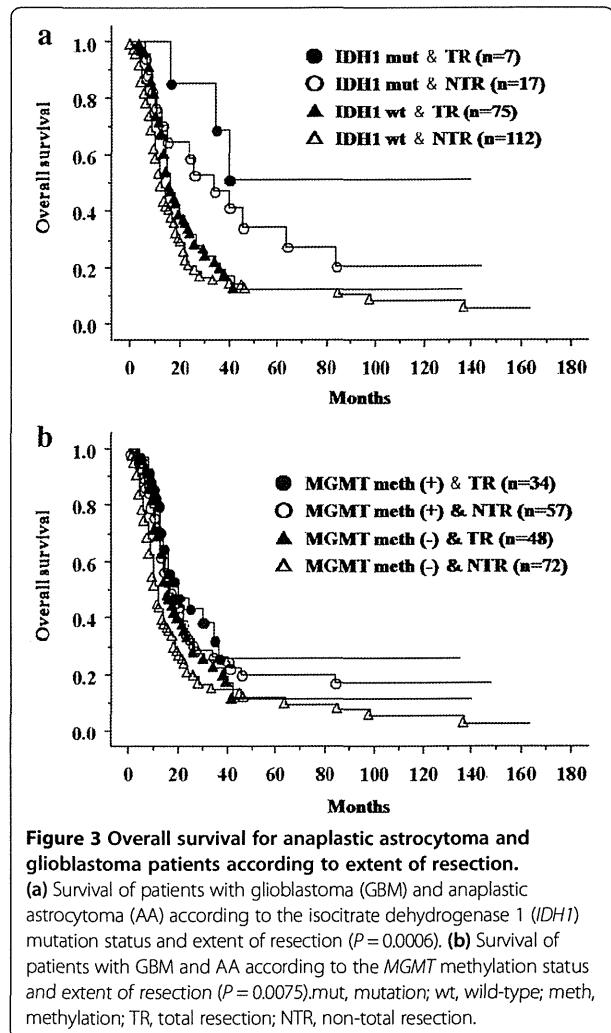 a
1.0
0.8
0.6
0.4
0.2
0.0
Overall survival
● IDH1 mut & TR (n=7)
○ IDH1 mut & NTR (n=17)
▲ IDH1 wt & TR (n=75)
△ IDH1 wt & NTR (n=112)
0 20 40 60 80 100 120 140 160 180
Months
b
1.0
0.8
0.6
0.4
0.2
0.0
Overall survival
● MGMT meth (+) & TR (n=34)
○ MGMT meth (+) & NTR (n=57)
▲ MGMT meth (-) & TR (n=48)
△ MGMT meth (-) & NTR (n=72)
0 20 40 60 80 100 120 140 160 180
Months
Figure 3 Overall survival for anaplastic astrocytoma and
glioblastoma patients according to extent of resection.
(a) Survival of patients with glioblastoma (GBM) and anaplastic
astrocytoma (AA) according to the isocitrate dehydrogenase 1 (IDH1)
mutation status and extent of resection (P = 0.0006). (b) Survival of
patients with GBM and AA according to the MGMT methylation status
and extent of resection (P = 0.0075).mut, mutation; wt, wild-type; meth,
methylation; TR, total resection; NTR, non-total resection.